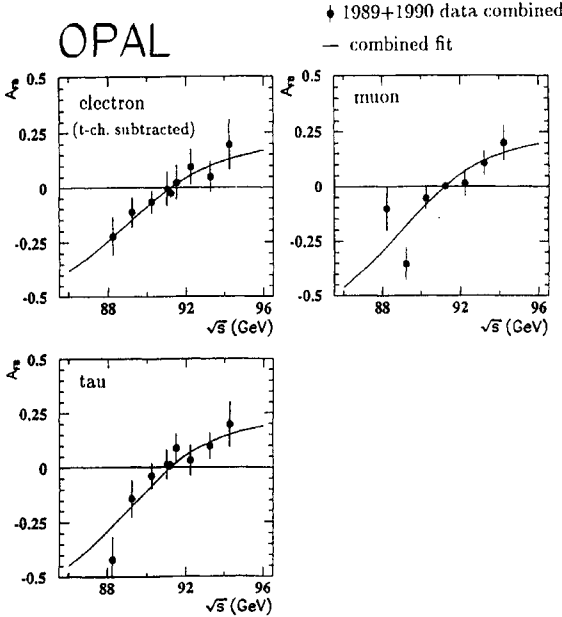 OPAL
1989+1990 data combined
combined fit
A_FB
0.5
0.25
0
-0.25
-0.5
electron
(t-ch. subtracted)
88
92
96
√s (GeV)
A_FB
0.5
0.25
0
-0.25
-0.5
muon
88
92
96
√s (GeV)
A_FB
0.5
0.25
0
-0.25
-0.5
tau
88
92
96
√s (GeV)